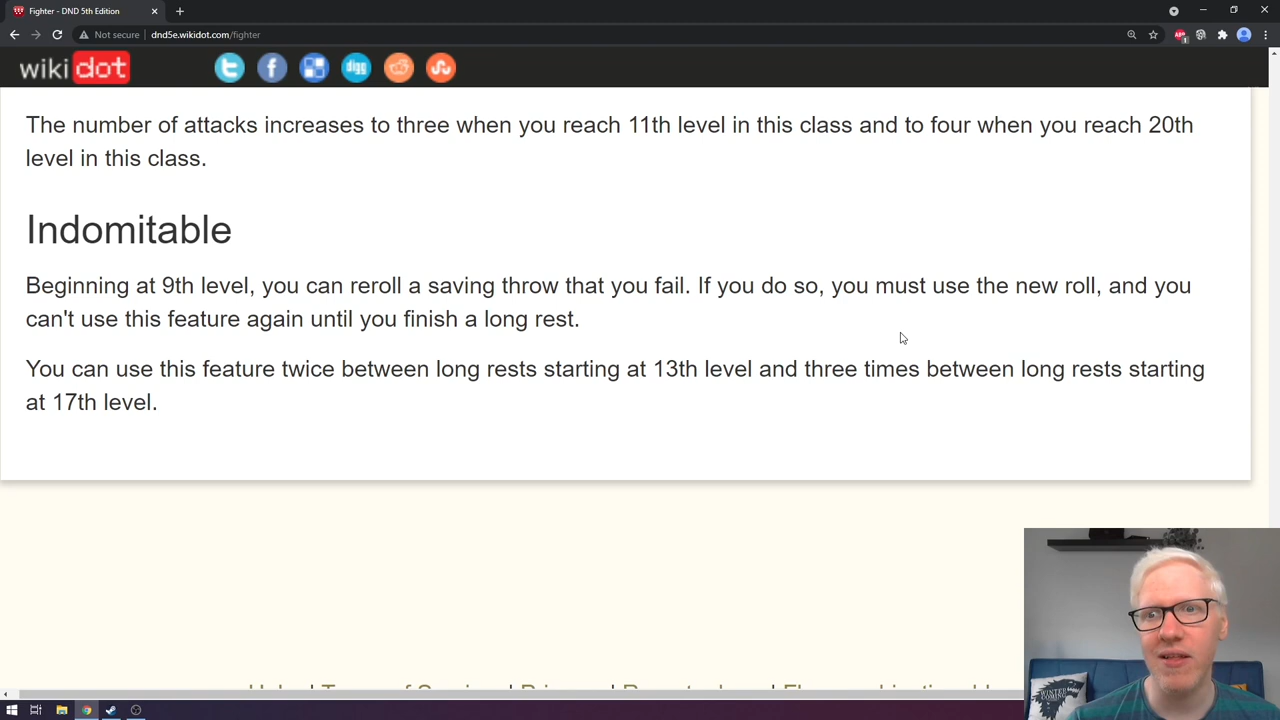 Fighter - DND 5th Edition
Not secure | dnd5e.wikidot.com/fighter
wikidot
digg
The number of attacks increases to three when you reach 11th level in this class and to four when you reach 20th
level in this class.
Indomitable
Beginning at 9th level, you can reroll a saving throw that you fail. If you do so, you must use the new roll, and you
can't use this feature again until you finish a long rest.
You can use this feature twice between long rests starting at 13th level and three times between long rests starting
at 17th level.
WINTER
COMING